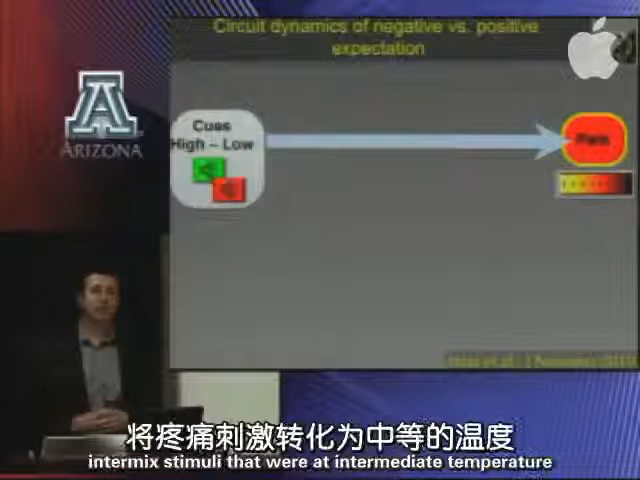 Circuit dynamics of negative vs. positive
expectation
ARIZONA
Cues
High – Low
Pain
将疼痛刺激转化为中等的温度
intermix stimuli that were at intermediate temperature